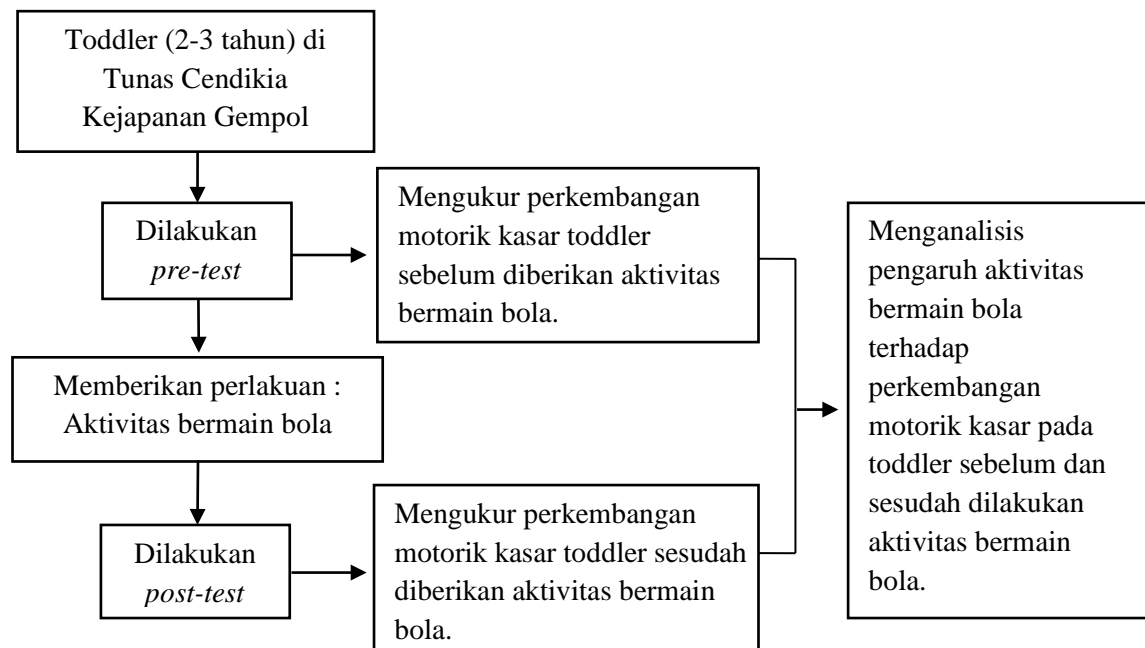 Toddler (2-3 tahun) di
Tunas Cendikia
Kejapanan Gempol
Dilakukan
pre-test
Mengukur perkembangan
motorik kasar toddler
sebelum diberikan aktivitas
bermain bola.
Memberikan perlakuan :
Aktivitas bermain bola
Dilakukan
post-test
Mengukur perkembangan
motorik kasar toddler sesudah
diberikan aktivitas bermain
bola.
Menganalisis
pengaruh aktivitas
bermain bola
terhadap
perkembangan
motorik kasar pada
toddler sebelum dan
sesudah dilakukan
aktivitas bermain
bola.